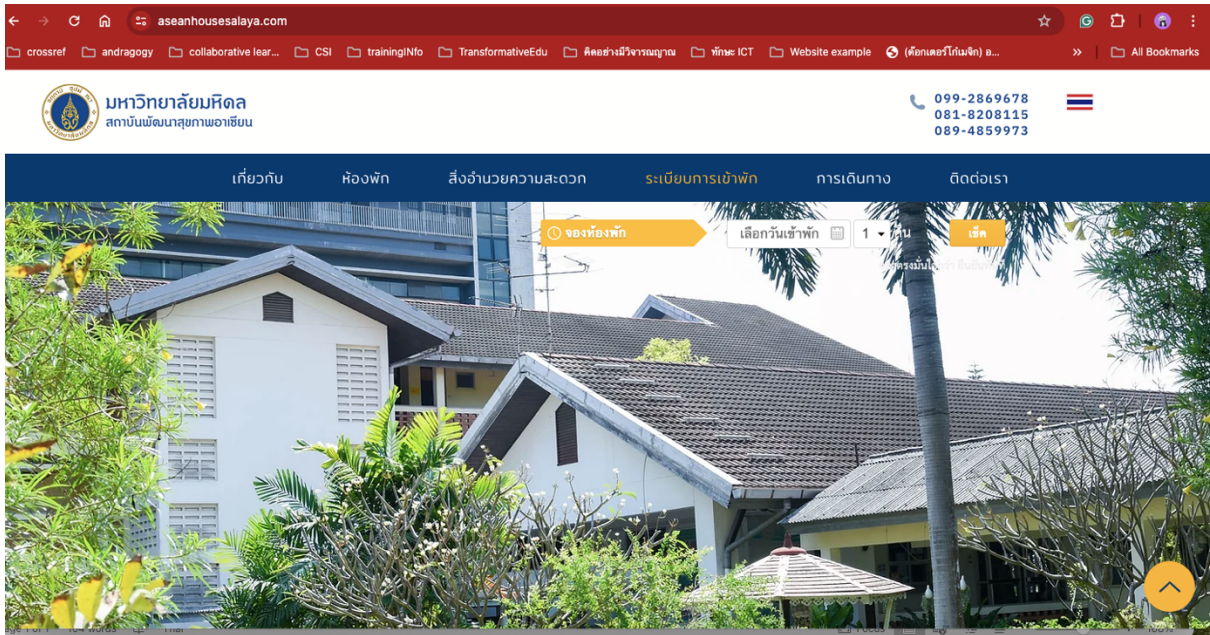 aseanhousesalaya.com
crossref andragogy collaborative lear... CSI trainingINfo TransformativeEdu คิดอย่างมีวิจารณญาณ ทักษะ ICT Website example (ด๊อกเตอร์โก๋เมจิก) อ... » All Bookmarks
มหาวิทยาลัยมหิดล
สถาบันพัฒนาสุขภาพอาเซียน
099-2869678
081-8208115
089-4859973
เกี่ยวกับ ห้องพัก สิ่งอำนวยความสะดวก ระเบียบการเข้าพัก การเดินทาง ติดต่อเรา
จองห้องพัก เลือกวันเข้าพัก 1 เช็ค
104 words Thai Focus 100%